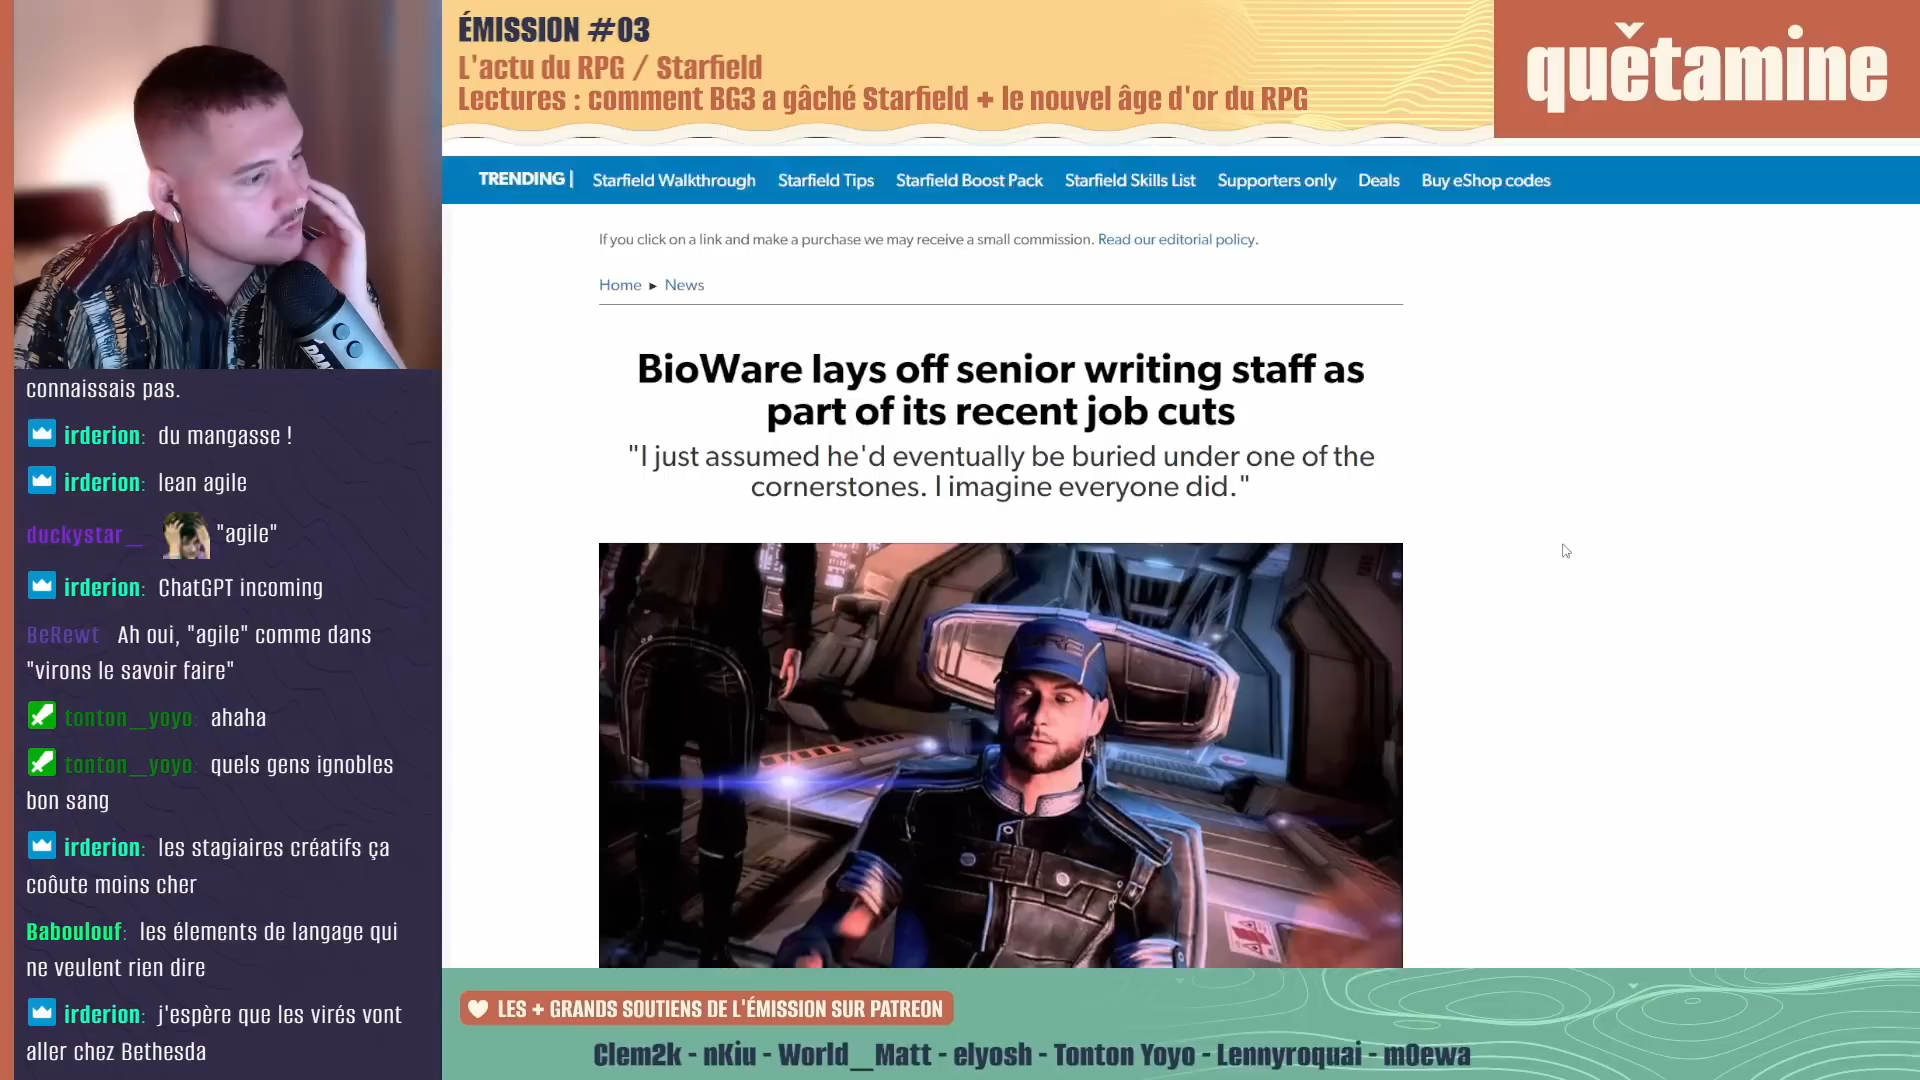 ÉMISSION #03
L'actu du RPG / Starfield
Lectures : comment BG3 a gâché Starfield + le nouvel âge d'or du RPG
quêtamine
TRENDING | Starfield Walkthrough Starfield Tips Starfield Boost Pack Starfield Skills List Supporters only Deals Buy eShop codes
If you click on a link and make a purchase we may receive a small commission. Read our editorial policy.
Home ▸ News
BioWare lays off senior writing staff as
part of its recent job cuts
"I just assumed he'd eventually be buried under one of the
cornerstones. I imagine everyone did."
connaissais pas.
irderion: du mangasse !
irderion: lean agile
duckystar_ "agile"
irderion: ChatGPT incoming
BeRewt Ah oui, "agile" comme dans
"virons le savoir faire"
tonton_yoyo: ahaha
tonton_yoyo: quels gens ignobles
bon sang
irderion: les stagiaires créatifs ça
coôute moins cher
Baboulouf: les élements de langage qui
ne veulent rien dire
irderion: j'espère que les virés vont
aller chez Bethesda
LES + GRANDS SOUTIENS DE L'ÉMISSION SUR PATREON
Clem2k - nKiu - World_Matt - elyosh - Tonton Yoyo - Lennyroquai - m0ewa